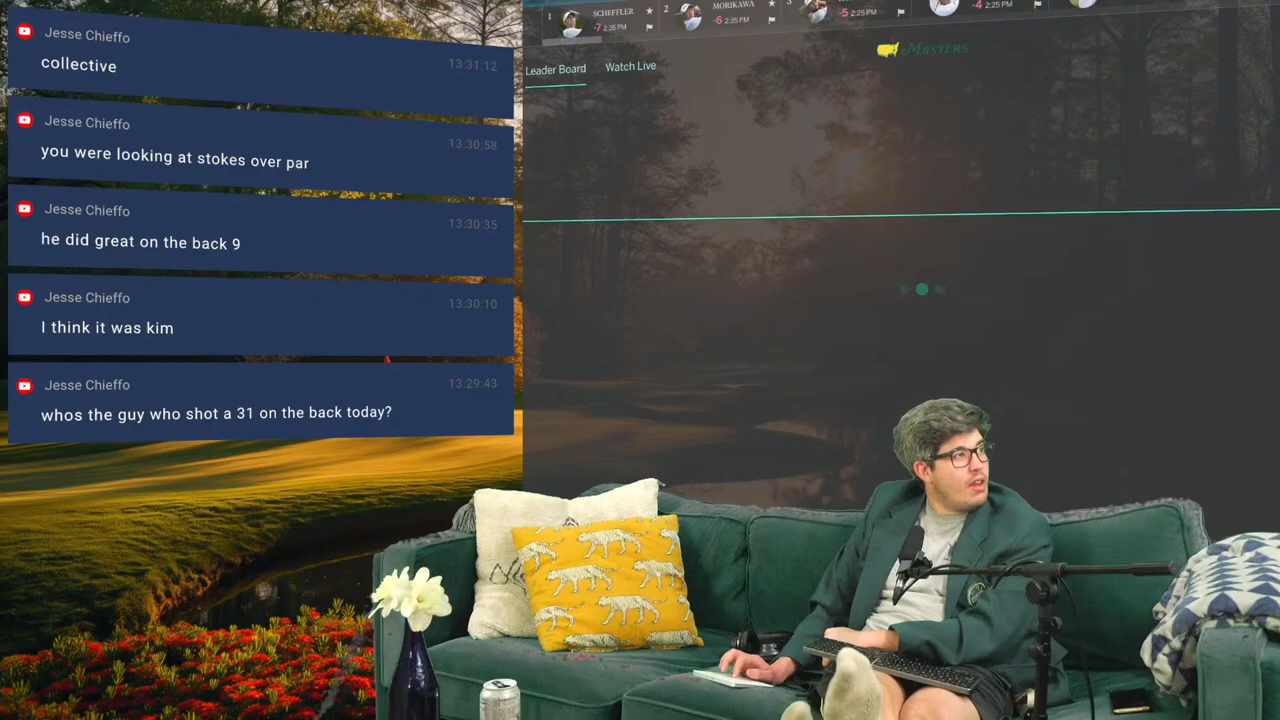 Jesse Chieffo
collective
13:31:12
Jesse Chieffo
you were looking at stokes over par
13:30:58
Jesse Chieffo
he did great on the back 9
13:30:35
Jesse Chieffo
I think it was kim
13:30:10
Jesse Chieffo
whos the guy who shot a 31 on the back today?
13:29:43
1 SCHEFFLER
-7 2:35 PM
2 MORIKAWA
-6 2:35 PM
3
-5 2:25 PM
-4 2:25 PM
MASTERS
Leader Board Watch Live